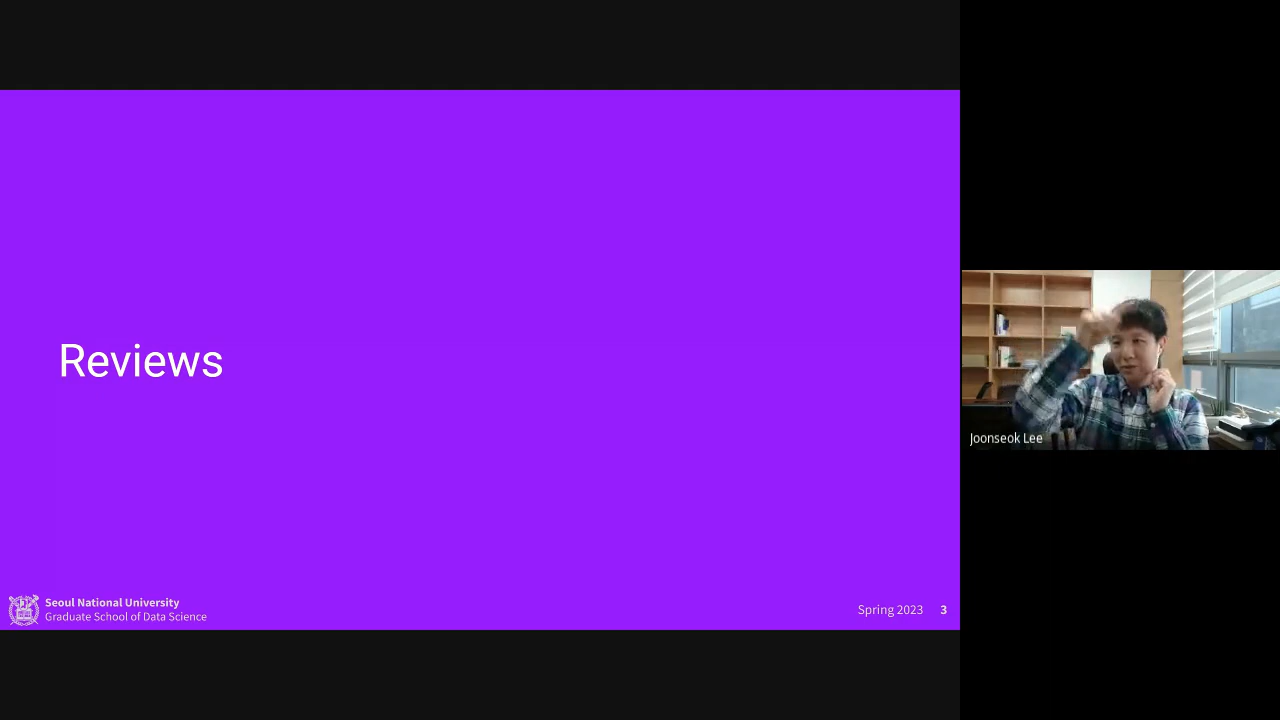 Reviews
Seoul National University
Graduate School of Data Science
Spring 2023 3
Joonseok Lee